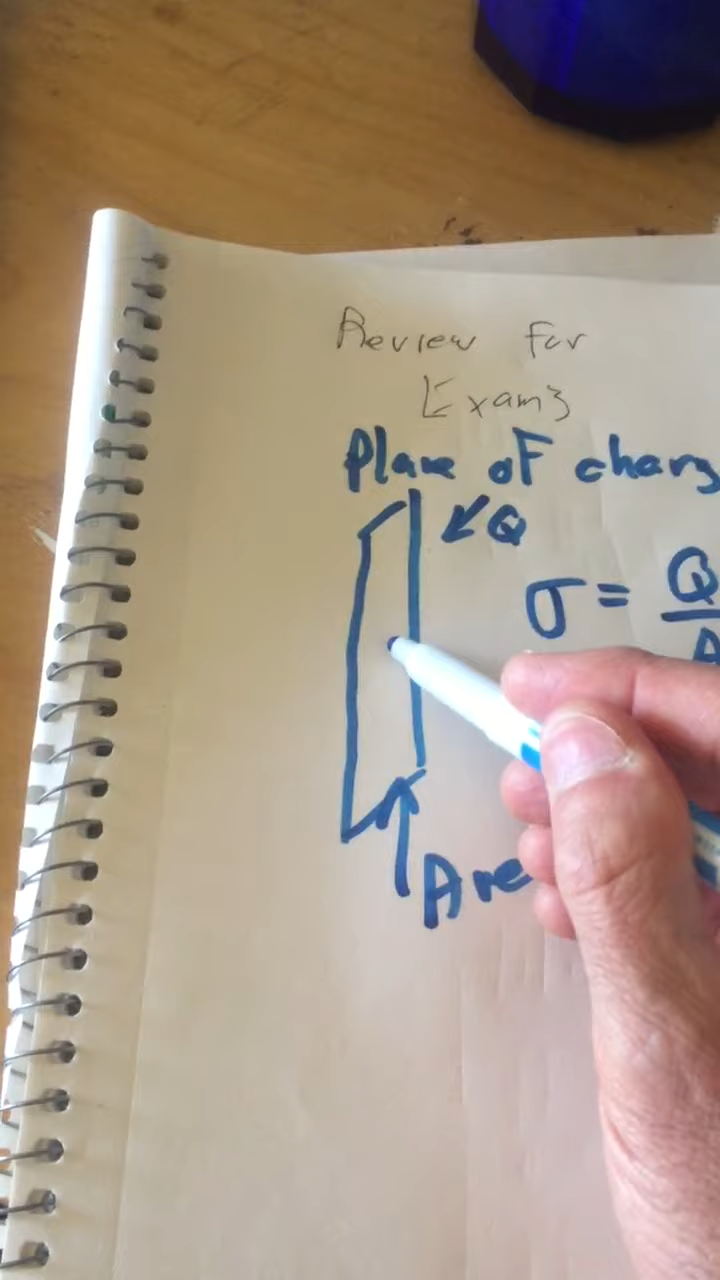 Review For
Exam 3
Plane of charg
Q
σ = Q
A
Are